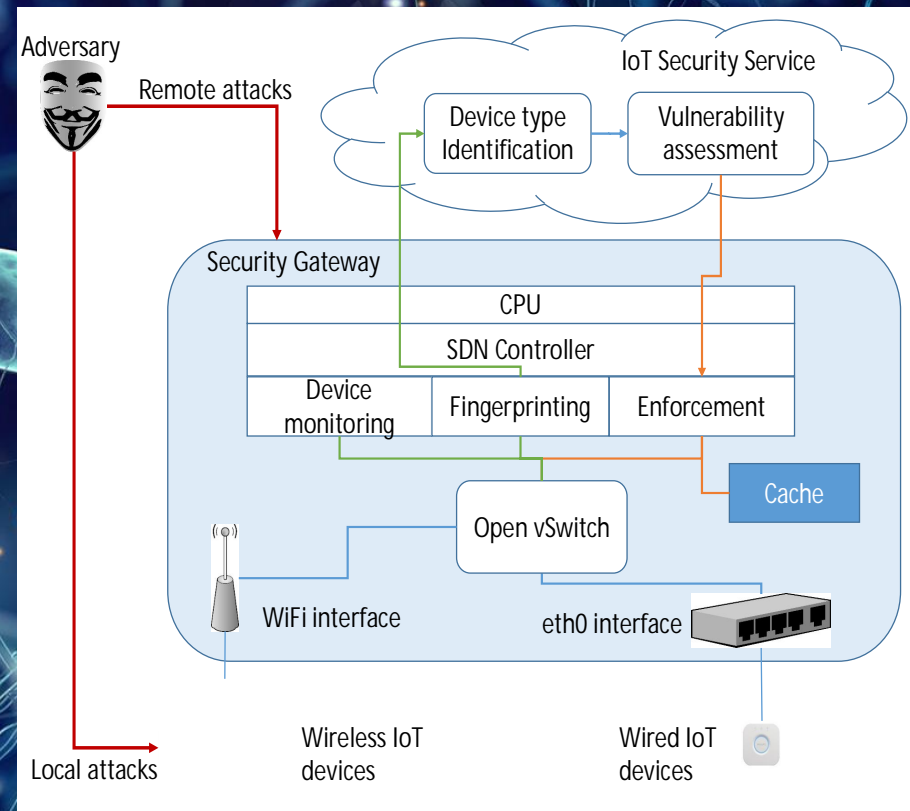 Adversary
Remote attacks
IoT Security Service
Device type
Identification
Vulnerability
assessment
Security Gateway
CPU
SDN Controller
Device
monitoring
Fingerprinting
Enforcement
Cache
Open vSwitch
WiFi interface
eth0 interface
Wireless IoT
devices
Wired IoT
devices
Local attacks